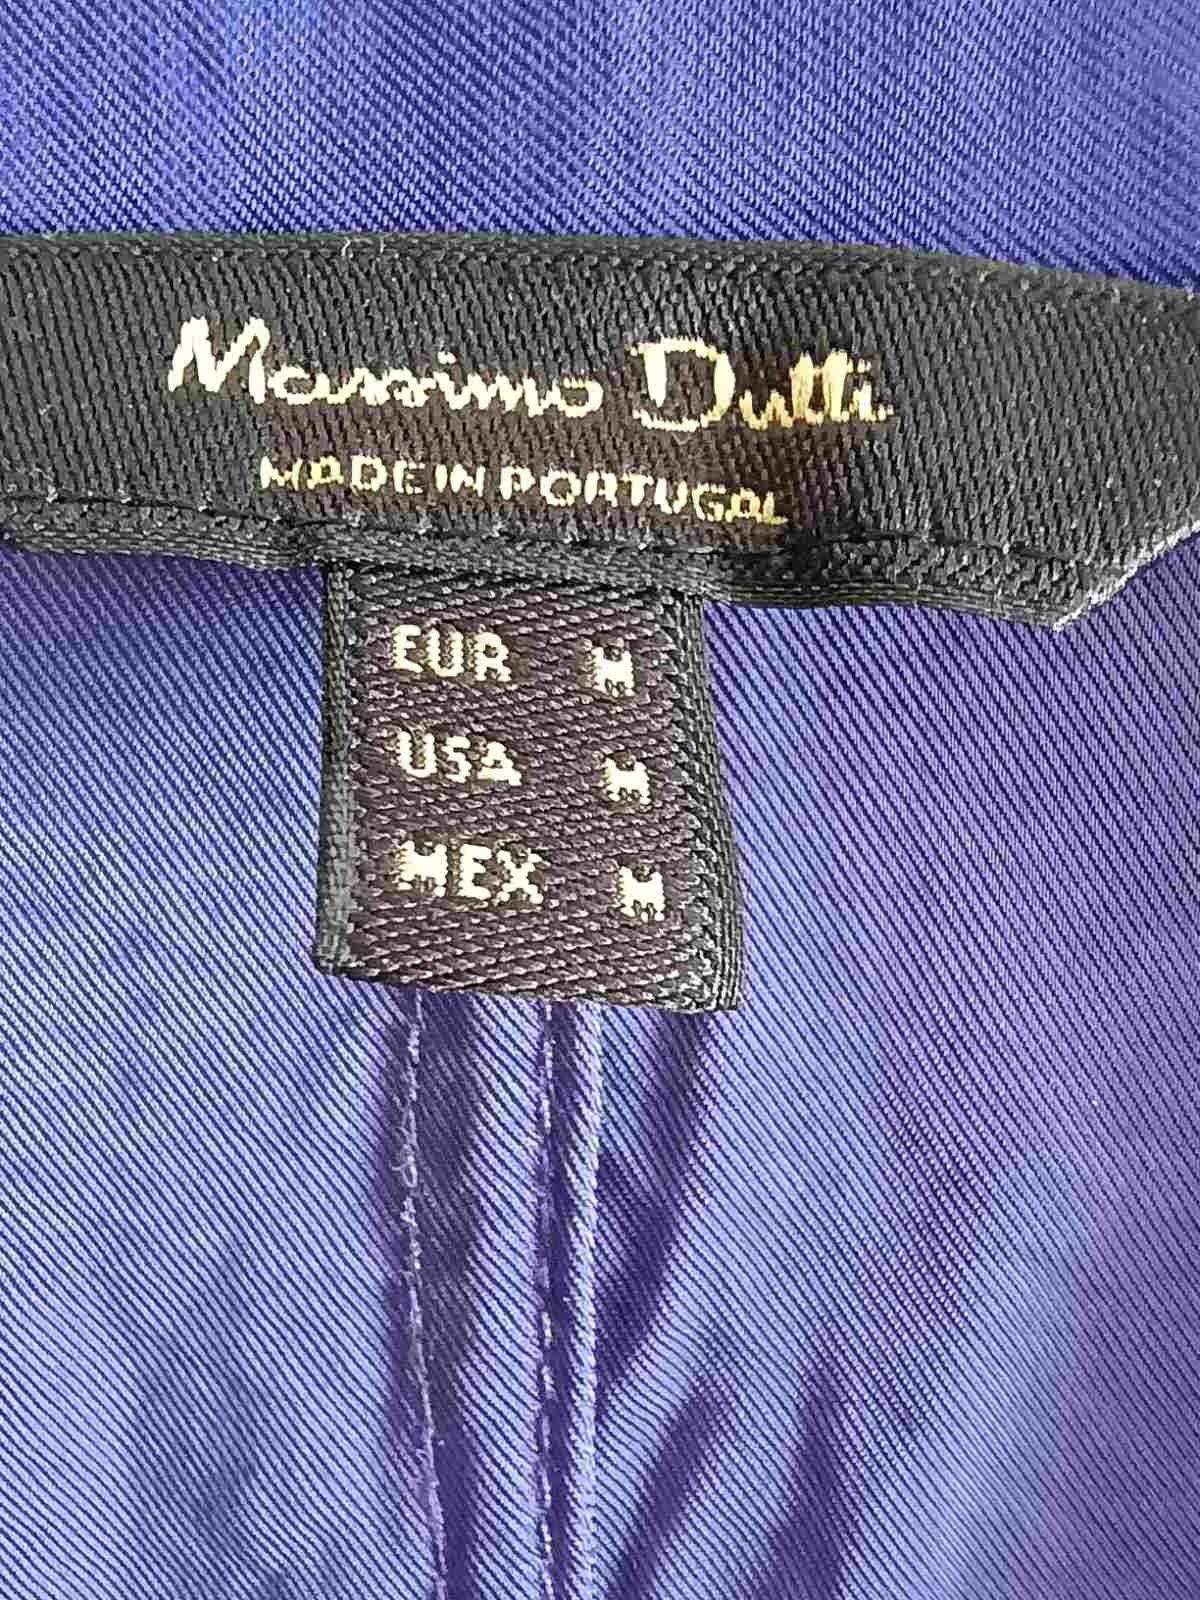 Massimo Dutti
MADE IN PORTUGAL
EUR M
USA M
MEX M